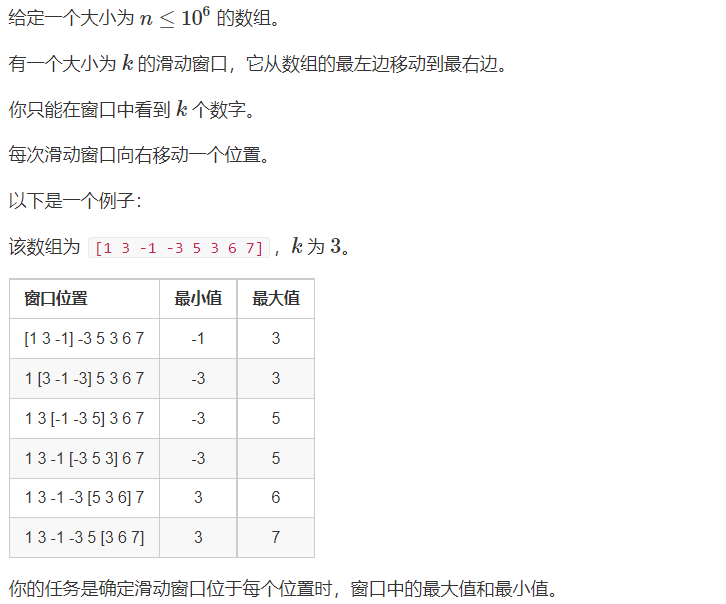 给定一个大小为 n ≤ 10⁶ 的数组。
有一个大小为 k 的滑动窗口，它从数组的最左边移动到最右边。
你只能在窗口中看到 k 个数字。
每次滑动窗口向右移动一个位置。
以下是一个例子：
该数组为 [1 3 -1 -3 5 3 6 7]，k 为 3。
窗口位置 最小值 最大值
[1 3 -1] -3 5 3 6 7 -1 3
1 [3 -1 -3] 5 3 6 7 -3 3
1 3 [-1 -3 5] 3 6 7 -3 5
1 3 -1 [-3 5 3] 6 7 -3 5
1 3 -1 -3 [5 3 6] 7 3 6
1 3 -1 -3 5 [3 6 7] 3 7
你的任务是确定滑动窗口位于每个位置时，窗口中的最大值和最小值。